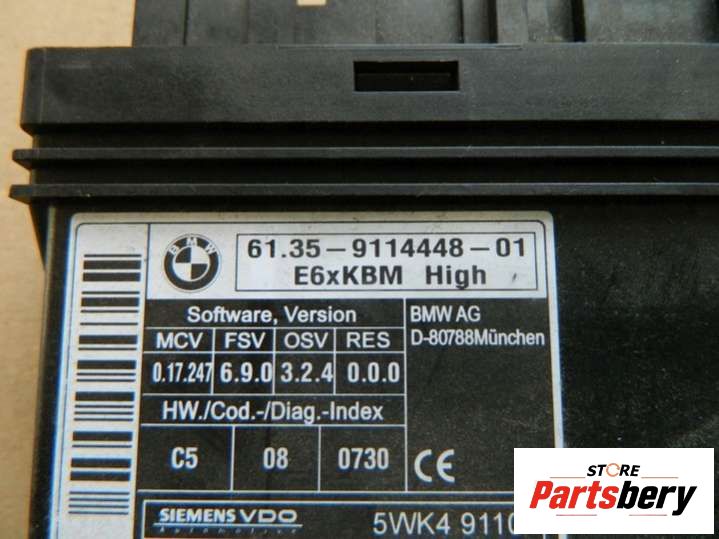 BMW
61.35-9114448-01
E6xKBM High
Software, Version
MCV FSV OSV RES
0.17.247 6.9.0 3.2.4 0.0.0
HW./Cod.-/Diag.-Index
C5 08 0730
BMW AG
D-80788München
CE
SIEMENS VDO
Automotive
5WK4 9110
STORE
Partsbery